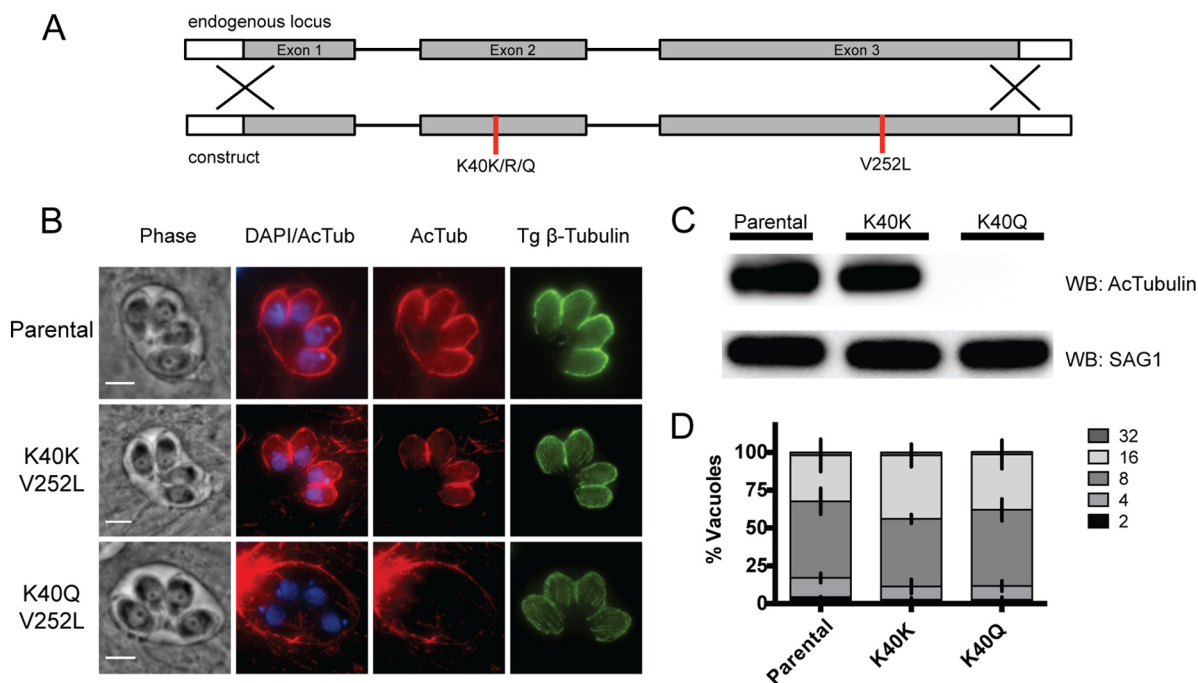 A
endogenous locus
Exon 1
Exon 2
Exon 3
construct
K40K/R/Q
V252L
B
Phase
DAPI/AcTub
AcTub
Tg β-Tubulin
Parental
K40K
V252L
K40Q
V252L
C
Parental
K40K
K40Q
WB: AcTubulin
WB: SAG1
D
% Vacuoles
100
75
50
25
0
Parental
K40K
K40Q
32
16
8
4
2